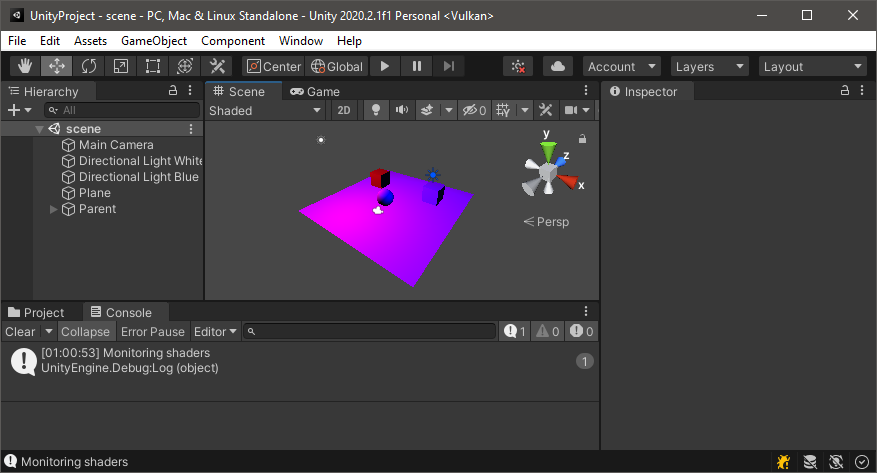 UnityProject - scene - PC, Mac & Linux Standalone - Unity 2020.2.1f1 Personal <Vulkan>
File Edit Assets GameObject Component Window Help
Center Global Account Layers Layout
Hierarchy
All
scene
Main Camera
Directional Light White
Directional Light Blue
Plane
Parent
Scene Game
Shaded 2D 0
y
z
x
Persp
Inspector
Project Console
Clear Collapse Error Pause Editor 1 0 0
[01:00:53] Monitoring shaders
UnityEngine.Debug:Log (object)
1
Monitoring shaders